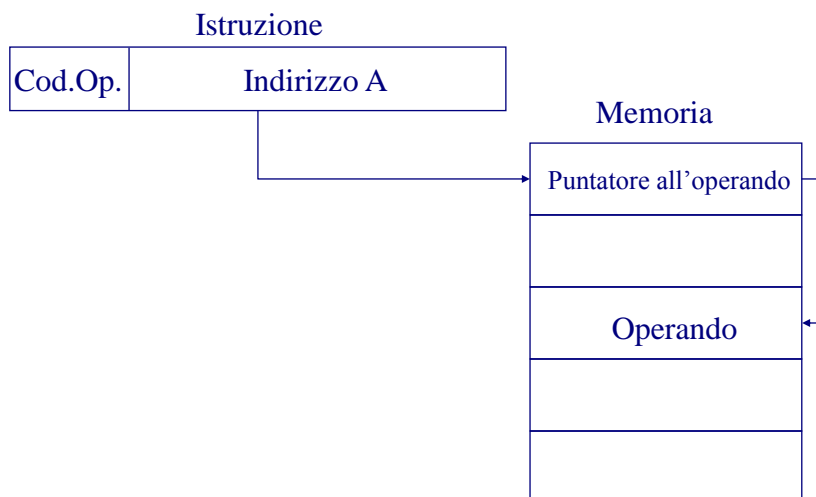 Istruzione
Cod.Op.
Indirizzo A
Memoria
Puntatore all’operando
Operando